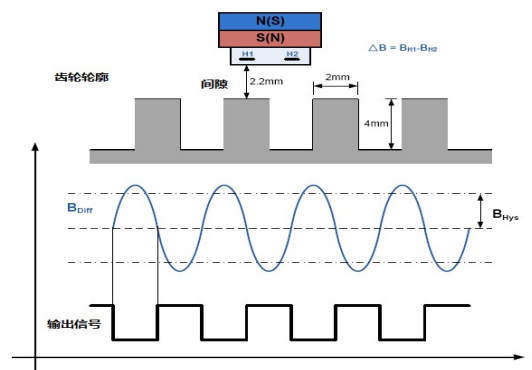 N(S)
S(N)
H1 H2
△B = BH1-BH2
齿轮轮廓
间隙
2.2mm
2mm
4mm
BDiff
BHys
输出信号